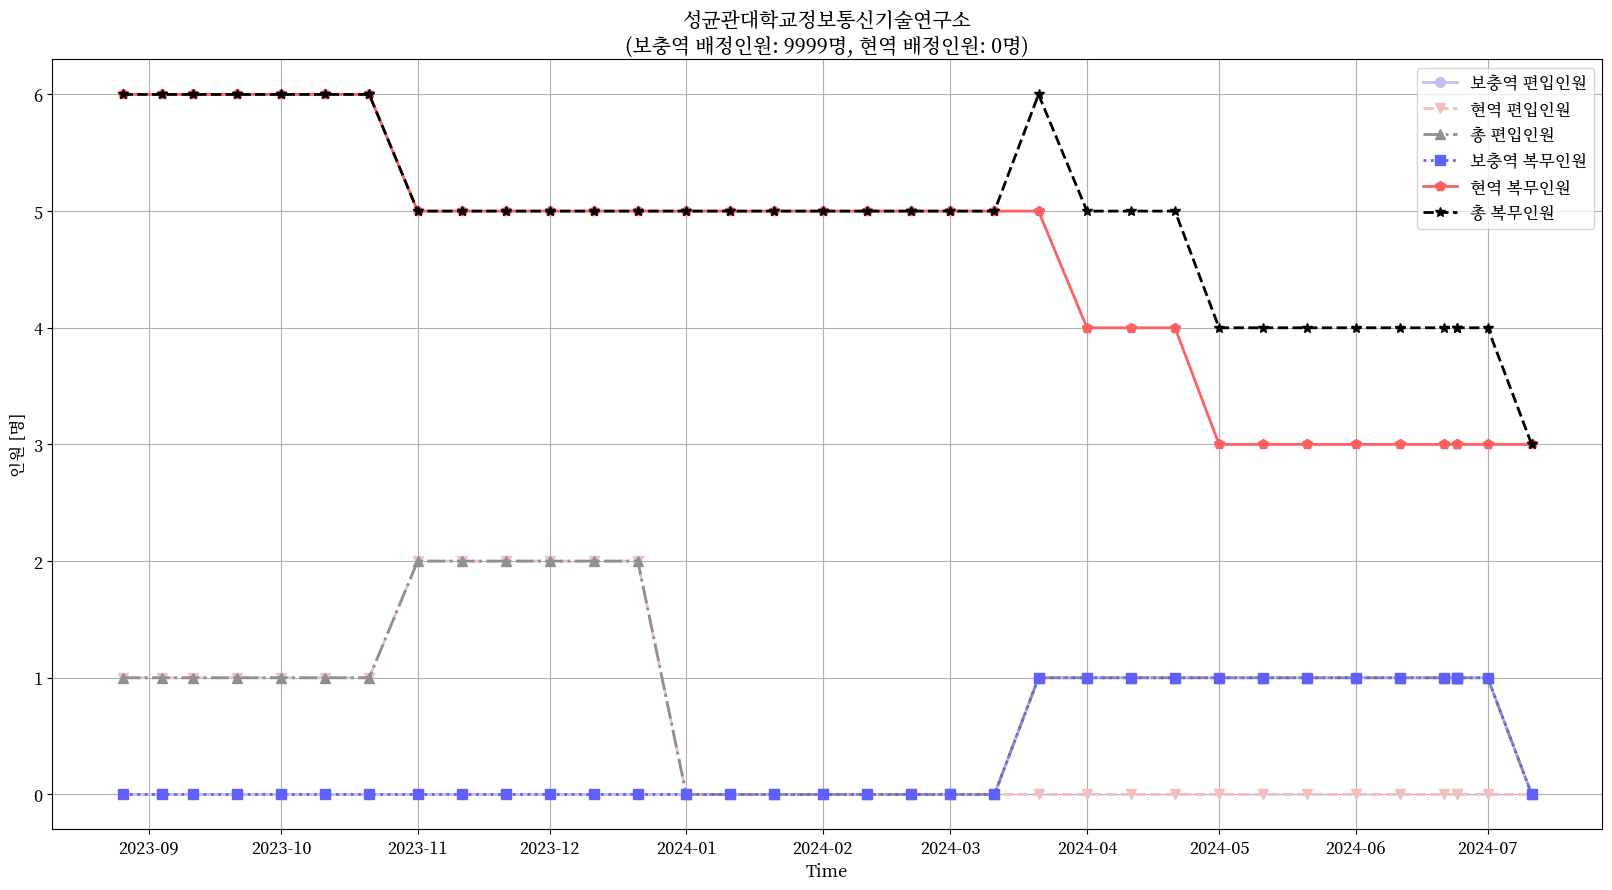 성균관대학교정보통신기술연구소
(보충역 배정인원: 9999명, 현역 배정인원: 0명)
보충역 편입인원
현역 편입인원
총 편입인원
보충역 복무인원
현역 복무인원
총 복무인원
6
5
4
3
2
1
0
인원 [명]
2023-09 2023-10 2023-11 2023-12 2024-01 2024-02 2024-03 2024-04 2024-05 2024-06 2024-07
Time